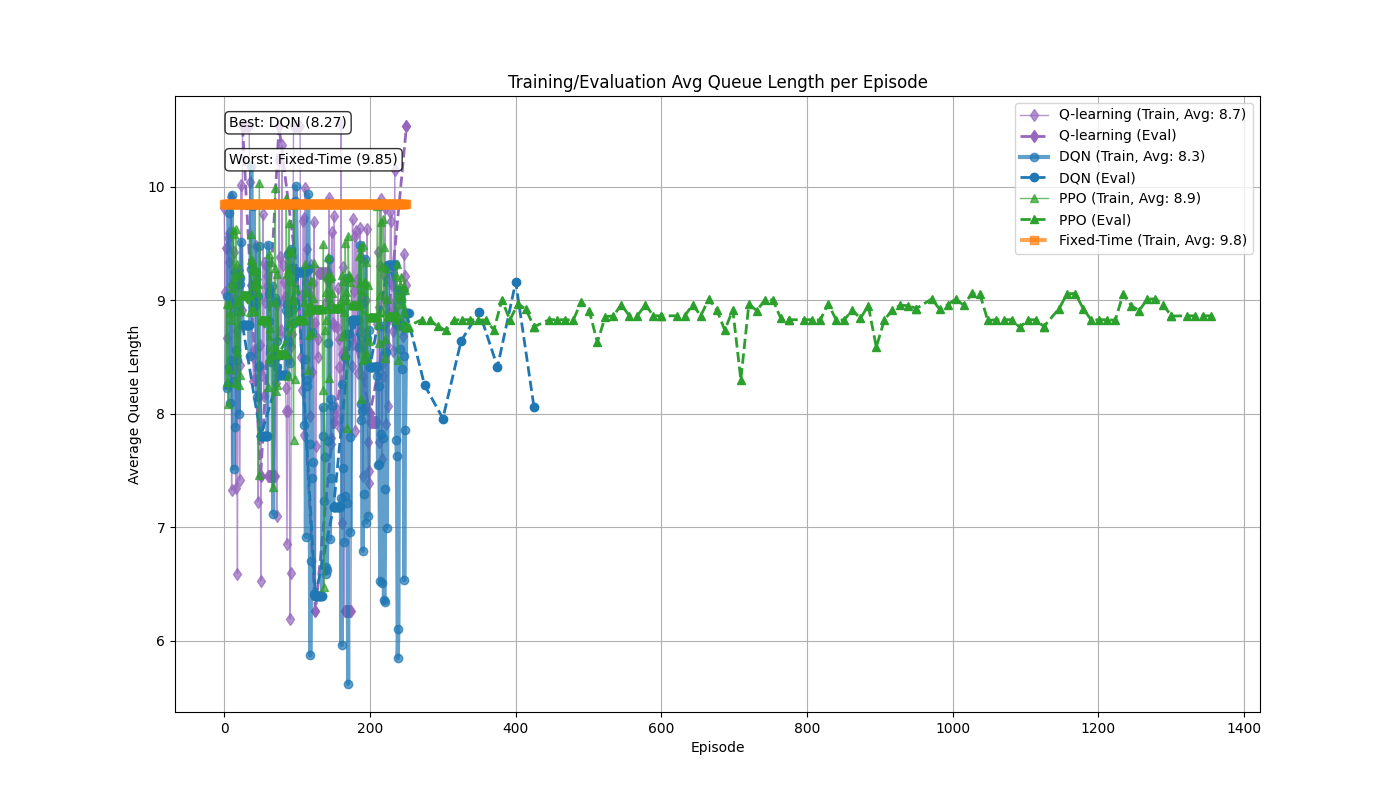 Training/Evaluation Avg Queue Length per Episode
Best: DQN (8.27)
Worst: Fixed-Time (9.85)
Q-learning (Train, Avg: 8.7)
Q-learning (Eval)
DQN (Train, Avg: 8.3)
DQN (Eval)
PPO (Train, Avg: 8.9)
PPO (Eval)
Fixed-Time (Train, Avg: 9.8)
Average Queue Length
10
9
8
7
6
0 200 400 600 800 1000 1200 1400
Episode